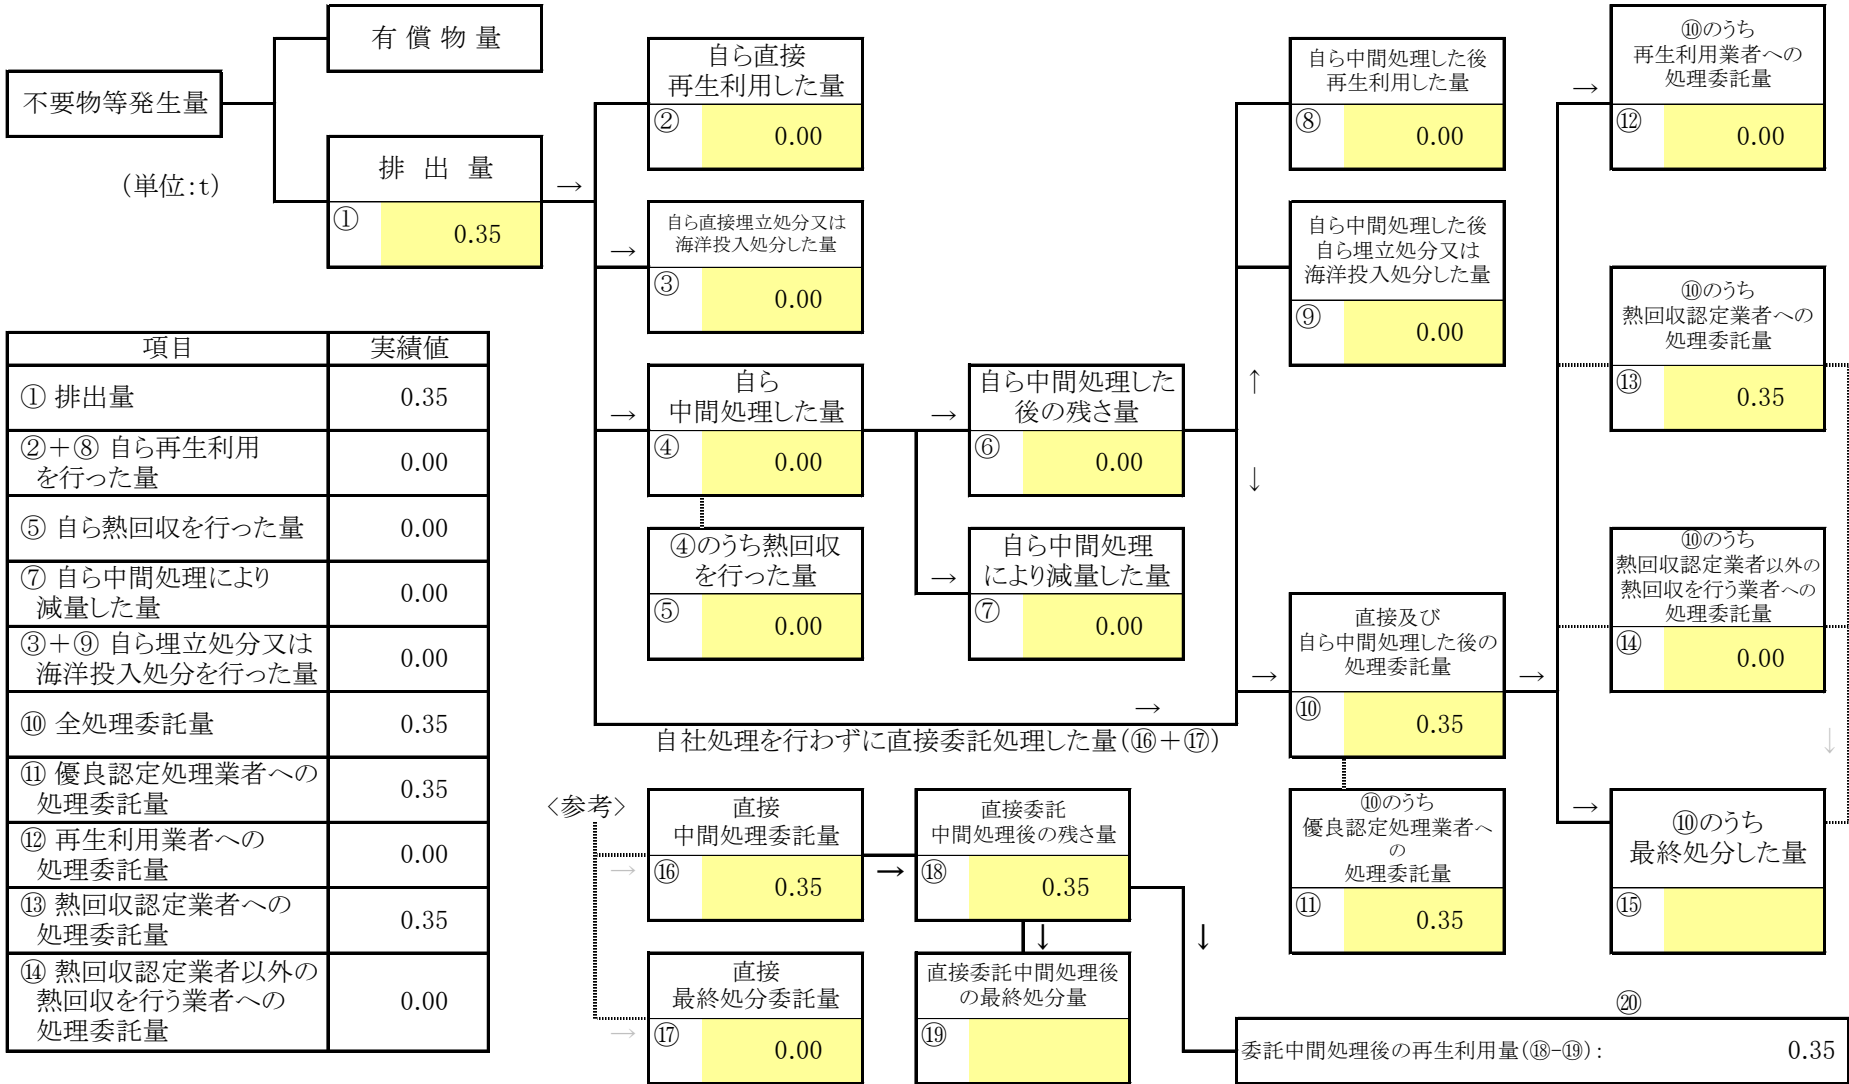 有 償 物 量
不要物等発生量
排 出 量
① 0.35
(単位:t)
→
自ら直接
再生利用した量
② 0.00
→
自ら直接埋立処分又は
海洋投入処分した量
③ 0.00
→
自ら
中間処理した量
④ 0.00
④のうち熱回収
を行った量
⑤ 0.00
→
自ら中間処理した
後の残さ量
⑥ 0.00
→
自ら中間処理
により減量した量
⑦ 0.00
自ら中間処理した後
再生利用した量
⑧ 0.00
自ら中間処理した後
自ら埋立処分又は
海洋投入処分した量
⑨ 0.00
↑
↓
→
自社処理を行わずに直接委託処理した量(⑯+⑰)
→
直接及び
自ら中間処理した後の
処理委託量
⑩ 0.35
⑩のうち
優良認定処理業者へ
の
処理委託量
⑪ 0.35
→
→
⑩のうち
再生利用業者への
処理委託量
⑫ 0.00
⑩のうち
熱回収認定業者への
処理委託量
⑬ 0.35
⑩のうち
熱回収認定業者以外の
熱回収を行う業者への
処理委託量
⑭ 0.00
↓
→
⑩のうち
最終処分した量
⑮
項目 実績値
① 排出量 0.35
②+⑧ 自ら再生利用
を行った量 0.00
⑤ 自ら熱回収を行った量 0.00
⑦ 自ら中間処理により
減量した量 0.00
③+⑨ 自ら埋立処分又は
海洋投入処分を行った量 0.00
⑩ 全処理委託量 0.35
⑪ 優良認定処理業者への
処理委託量 0.35
⑫ 再生利用業者への
処理委託量 0.00
⑬ 熱回収認定業者への
処理委託量 0.35
⑭ 熱回収認定業者以外の
熱回収を行う業者への
処理委託量 0.00
〈参考〉
→
直接
中間処理委託量
⑯ 0.35
→
直接委託
中間処理後の残さ量
⑱ 0.35
↓
↓
→
直接
最終処分委託量
⑰ 0.00
直接委託中間処理後
の最終処分量
⑲
⑳
委託中間処理後の再生利用量(⑱-⑲): 0.35